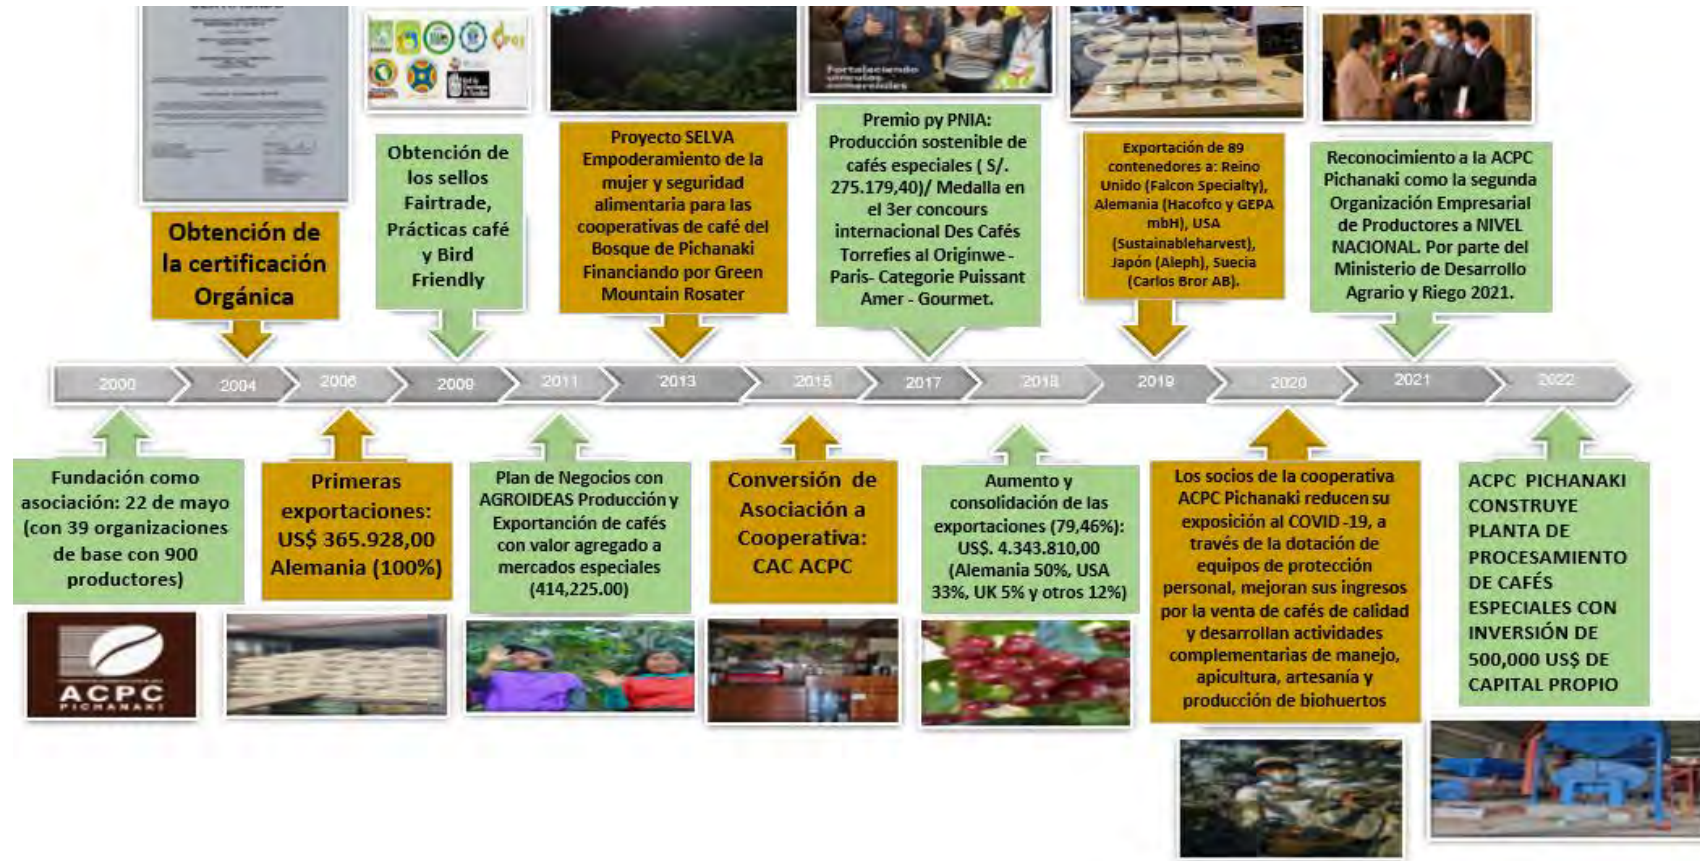 Fortaleciendo
vínculos
comerciales
Obtención de
la certificación
Orgánica
Obtención de
los sellos
Fairtrade,
Prácticas café
y Bird
Friendly
Proyecto SELVA
Empoderamiento de la
mujer y seguridad
alimentaria para las
cooperativas de café del
Bosque de Pichanaki
Financiando por Green
Mountain Rosater
Premio py PNIA:
Producción sostenible de
cafés especiales ( S/.
275.179,40)/ Medalla en
el 3er concours
internacional Des Cafés
Torrefies al Originwe -
Paris- Categorie Puissant
Amer - Gourmet.
Exportación de 89
contenedores a: Reino
Unido (Falcon Specialty),
Alemania (Hacofco y GEPA
mbH), USA
(Sustainableharvest),
Japón (Aleph), Suecia
(Carlos Bror AB).
Reconocimiento a la ACPC
Pichanaki como la segunda
Organización Empresarial
de Productores a NIVEL
NACIONAL. Por parte del
Ministerio de Desarrollo
Agrario y Riego 2021.
2000 2004 2006 2009 2011 2013 2015 2017 2018 2019 2020 2021 2022
Fundación como
asociación: 22 de mayo
(con 39 organizaciones
de base con 900
productores)
Primeras
exportaciones:
US$ 365.928,00
Alemania (100%)
Plan de Negocios con
AGROIDEAS Producción y
Exportanción de cafés
con valor agregado a
mercados especiales
(414,225.00)
Conversión de
Asociación a
Cooperativa:
CAC ACPC
Aumento y
consolidación de las
exportaciones (79,46%):
US$. 4.343.810,00
(Alemania 50%, USA
33%, UK 5% y otros 12%)
Los socios de la cooperativa
ACPC Pichanaki reducen su
exposición al COVID -19, a
través de la dotación de
equipos de protección
personal, mejoran sus ingresos
por la venta de cafés de calidad
y desarrollan actividades
complementarias de manejo,
apicultura, artesanía y
producción de biohuertos
ACPC PICHANAKI
CONSTRUYE
PLANTA DE
PROCESAMIENTO
DE CAFÉS
ESPECIALES CON
INVERSIÓN DE
500,000 US$ DE
CAPITAL PROPIO
ACPC
PICHANAKI